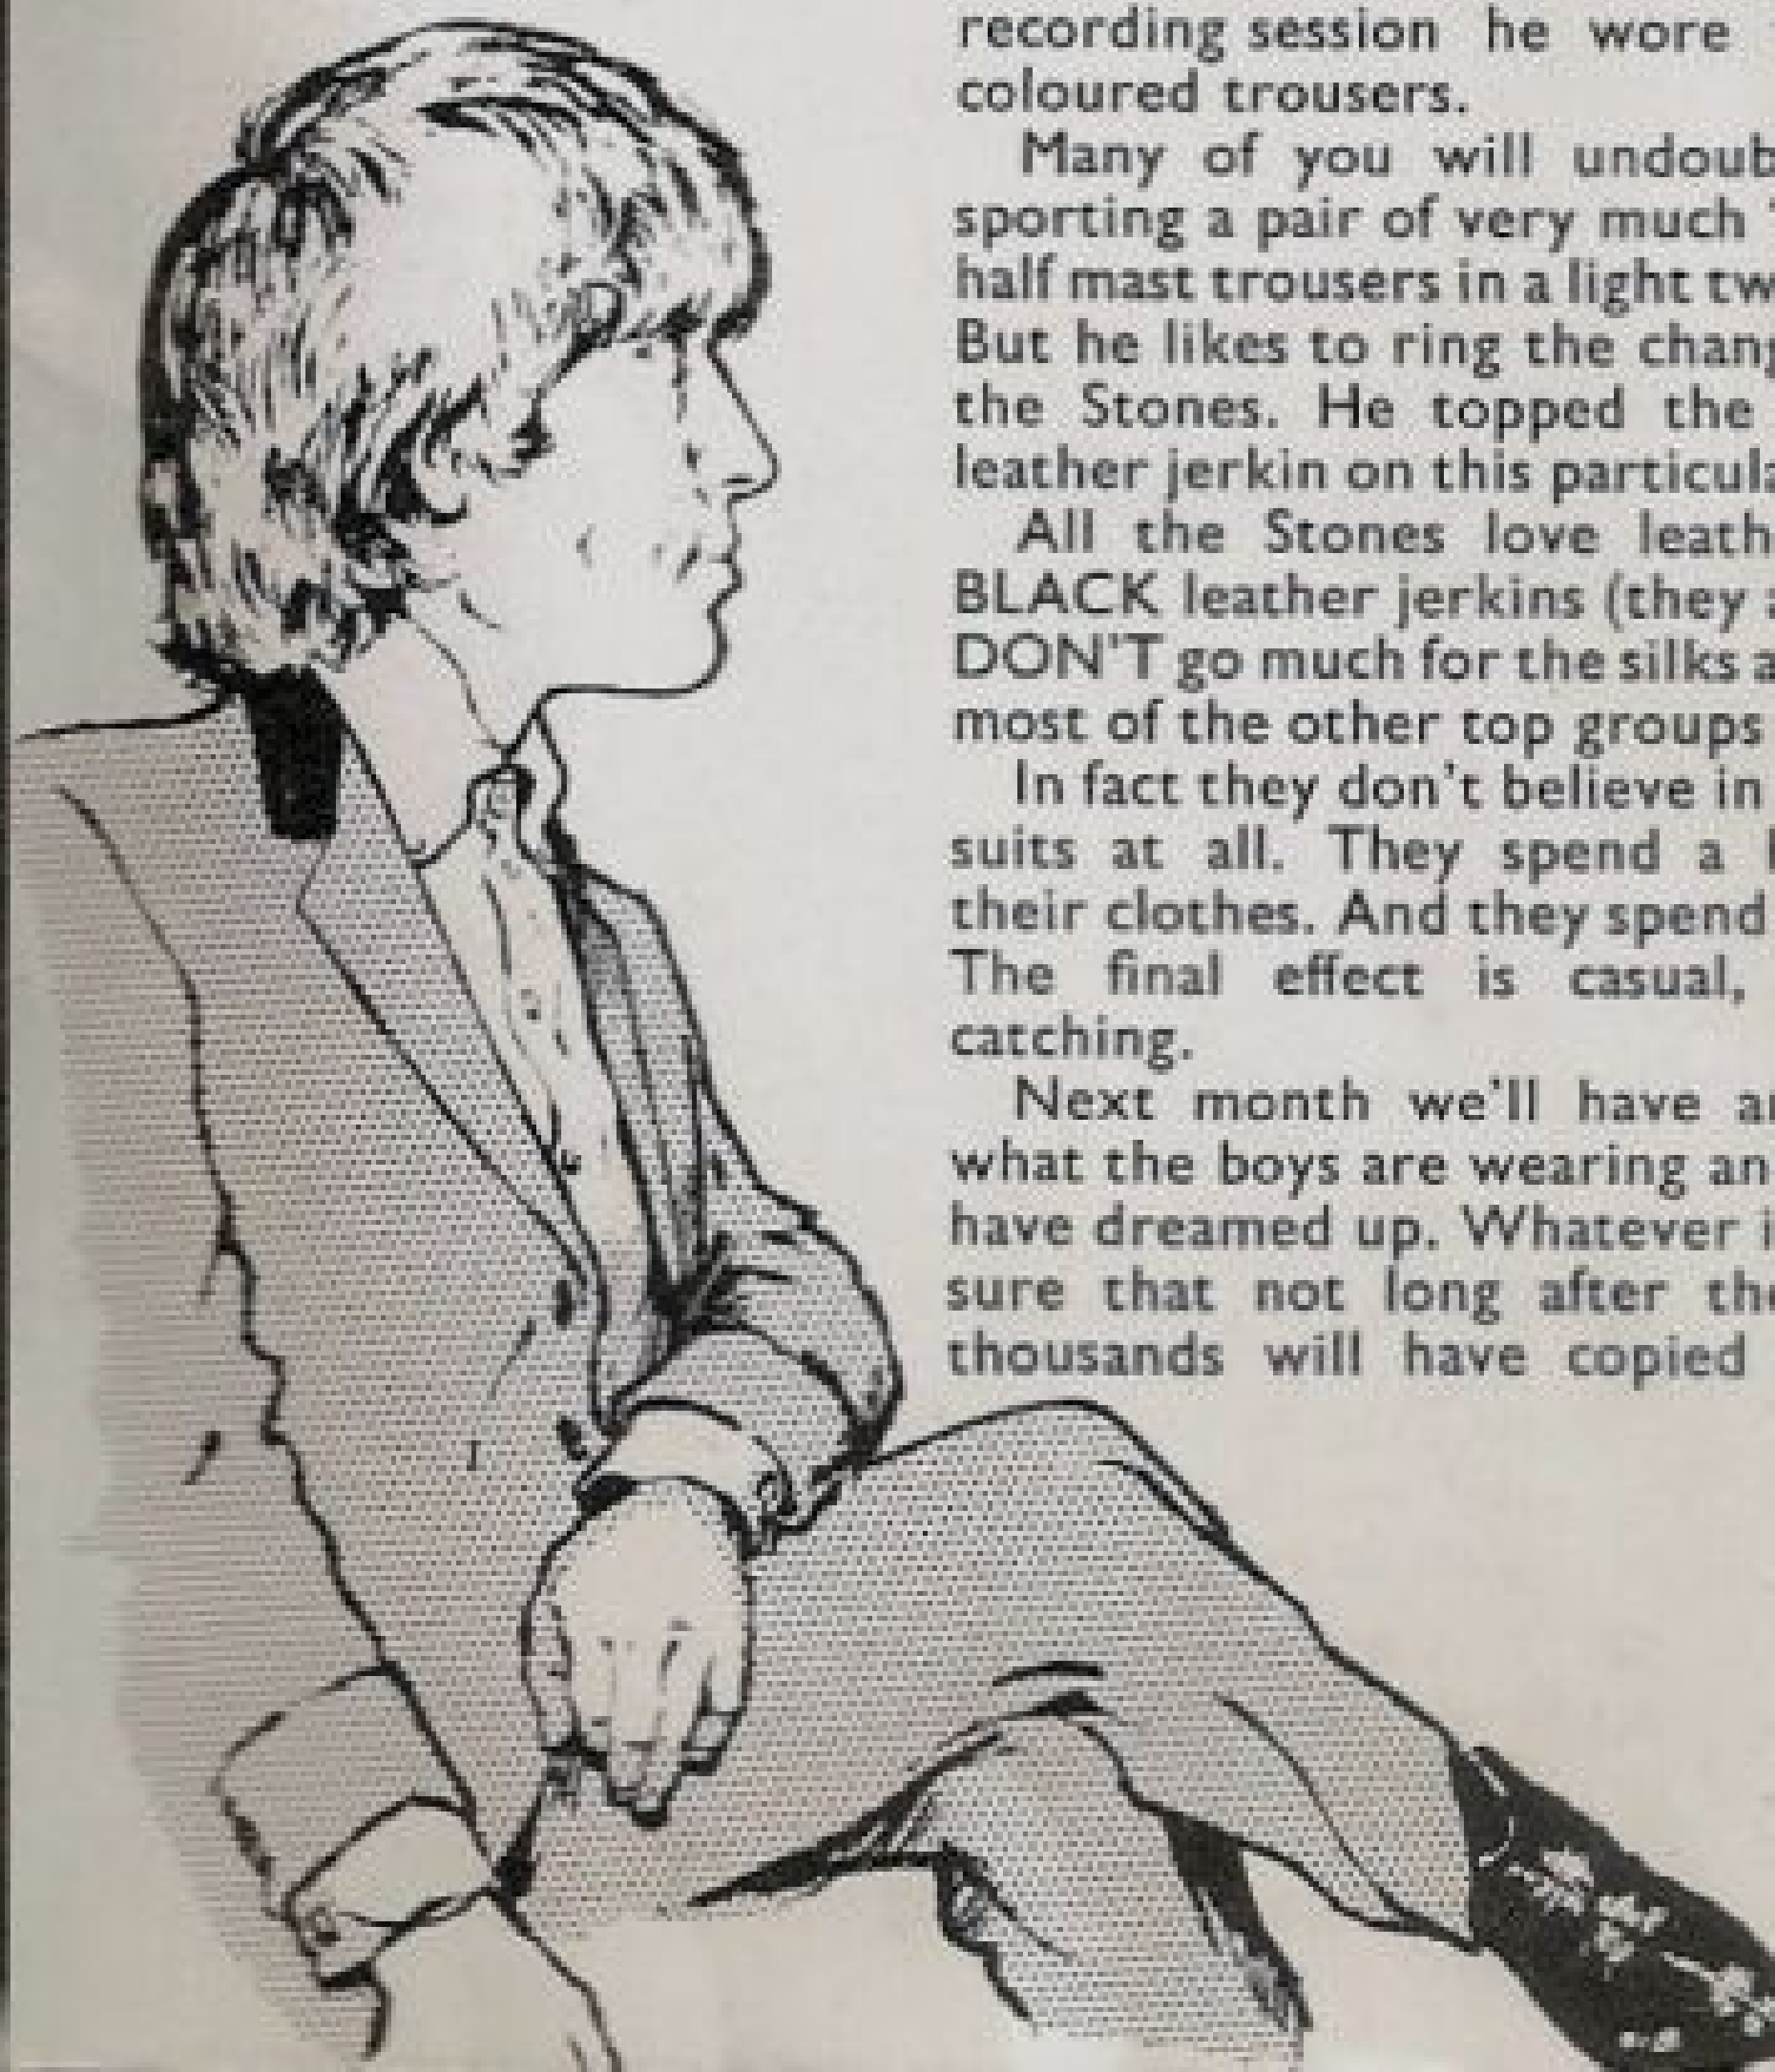 recording session he wore
coloured trousers.
Many of you will undoub
sporting a pair of very much
half mast trousers in a light tw
But he likes to ring the chang
the Stones. He topped the
leather jerkin on this particula
All the Stones love leath
BLACK leather jerkins (they
DON'T go much for the silks a
most of the other top groups
In fact they don't believe in
suits at all. They spend a
their clothes. And they spend
The final effect is casual,
catching.
Next month we'll have a
what the boys are wearing an
have dreamed up. Whatever i
sure that not long after the
thousands will have copied